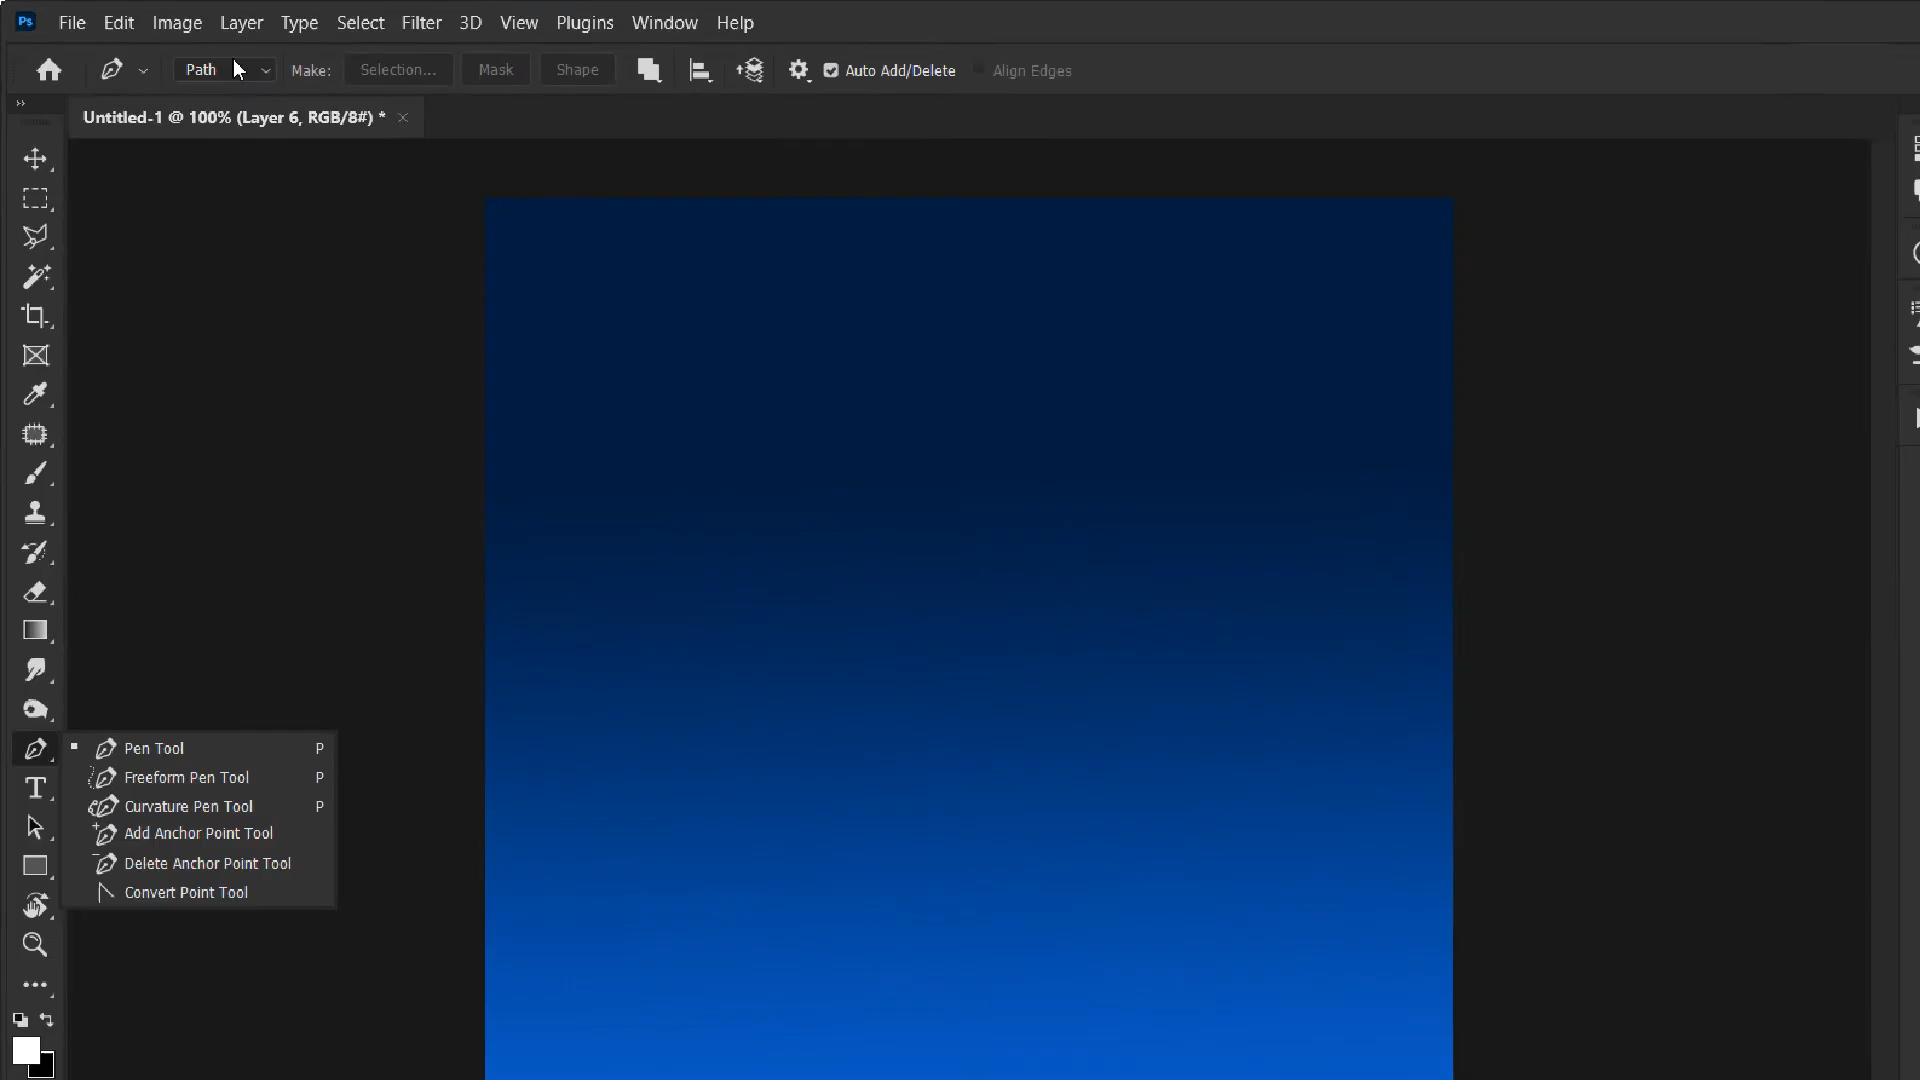 Ps File Edit Image Layer Type Select Filter 3D View Plugins Window Help
Path Make: Selection... Mask Shape Auto Add/Delete Align Edges
Untitled-1 @ 100% (Layer 6, RGB/8#) *
Pen Tool P
Freeform Pen Tool P
Curvature Pen Tool P
Add Anchor Point Tool
Delete Anchor Point Tool
Convert Point Tool